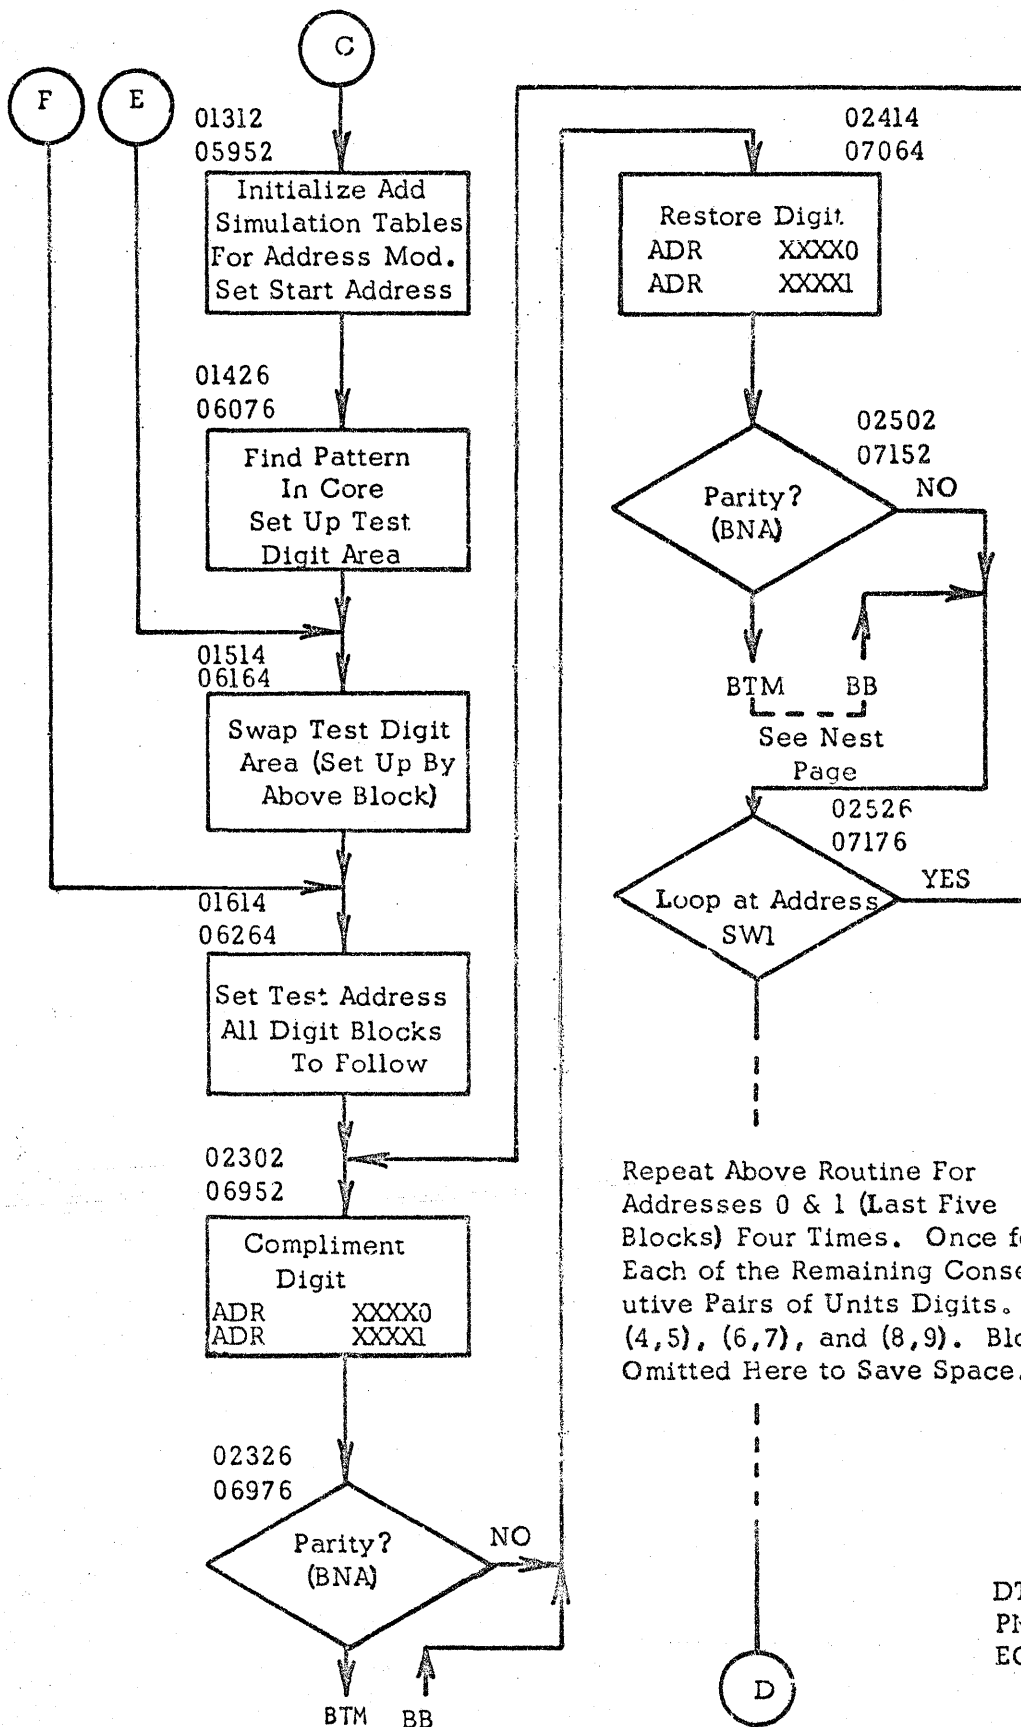 C
F
E
01312
05952
Initialize Add
Simulation Tables
For Address Mod.
Set Start Address
01426
06076
Find Pattern
In Core
Set Up Test
Digit Area
01514
06164
Swap Test Digit
Area (Set Up By
Above Block)
01614
06264
Set Test Address
All Digit Blocks
To Follow
02302
06952
Compliment
Digit
ADR XXXX0
ADR XXXX1
02326
06976
Parity?
(BNA)
NO
BTM BB
02414
07064
Restore Digit
ADR XXXX0
ADR XXXX1
02502
07152
Parity?
(BNA)
NO
BTM BB
See Nest
Page
02526
07176
Loop at Address
SW1
YES
Repeat Above Routine For
Addresses 0 & 1 (Last Five
Blocks) Four Times. Once f
Each of the Remaining Conse
utive Pairs of Units Digits.
(4,5), (6,7), and (8,9). Blo
Omitted Here to Save Space.
D
DT
PN
EC